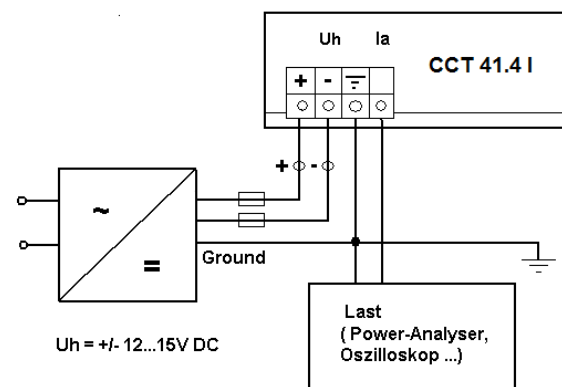 Uh Ia
CCT 41.4 I
+ -
+ -
~
=
Ground
Uh = +/- 12...15V DC
Last
( Power-Analyser,
Oszilloskop ...)